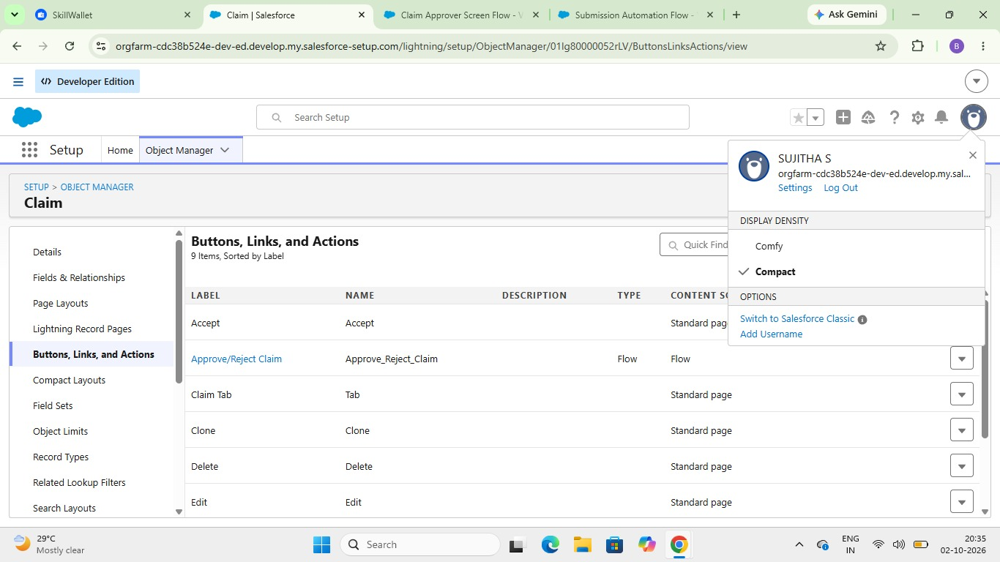 SkillWallet
Claim | Salesforce
Claim Approver Screen Flow - V
Submission Automation Flow -
Ask Gemini
orgfarm-cdc38b524e-dev-ed.develop.my.salesforce-setup.com/lightning/setup/ObjectManager/01Ig80000052rLV/ButtonsLinksActions/view
B
</> Developer Edition
Search Setup
Setup
Home
Object Manager
SUJITHA S
orgfarm-cdc38b524e-dev-ed.develop.my.sal...
Settings Log Out
DISPLAY DENSITY
Comfy
Compact
OPTIONS
Switch to Salesforce Classic
Add Username
SETUP > OBJECT MANAGER
Claim
Details
Fields & Relationships
Page Layouts
Lightning Record Pages
Buttons, Links, and Actions
Compact Layouts
Field Sets
Object Limits
Record Types
Related Lookup Filters
Search Layouts
Buttons, Links, and Actions
9 Items, Sorted by Label
Quick Find
LABEL NAME DESCRIPTION TYPE CONTENT
Accept Accept Standard page
Approve/Reject Claim Approve_Reject_Claim Flow Flow
Claim Tab Tab Standard page
Clone Clone Standard page
Delete Delete Standard page
Edit Edit Standard page
29°C
Mostly clear
Search
ENG
IN
20:35
02-10-2026